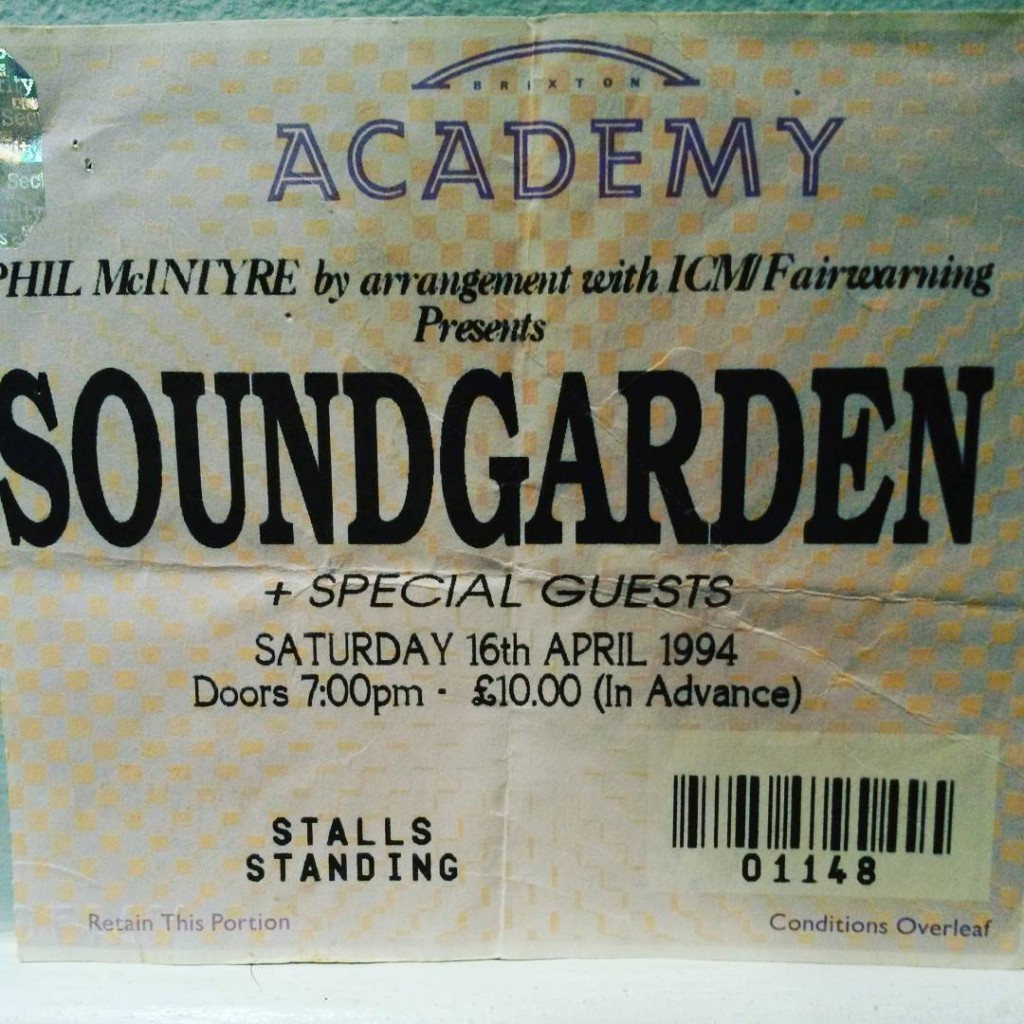 BRIXTON
ACADEMY
PHIL McINTYRE by arrangement with ICM/Fairwarning
Presents
SOUNDGARDEN
+ SPECIAL GUESTS
SATURDAY 16th APRIL 1994
Doors 7:00pm - £10.00 (In Advance)
STALLS
STANDING
01148
Retain This Portion
Conditions Overleaf